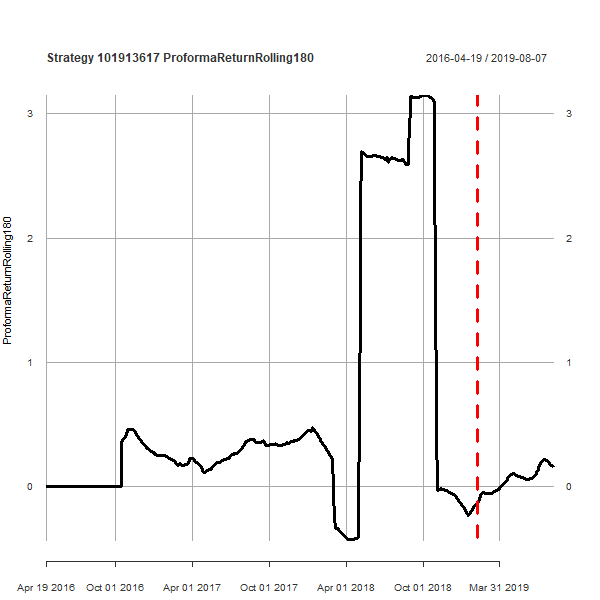 Strategy 101913617 ProformaReturnRolling180
2016-04-19 / 2019-08-07
ProformaReturnRolling180
3
3
2
2
1
1
0
0
Apr 19 2016
Oct 01 2016
Apr 01 2017
Oct 01 2017
Apr 01 2018
Oct 01 2018
Mar 31 2019